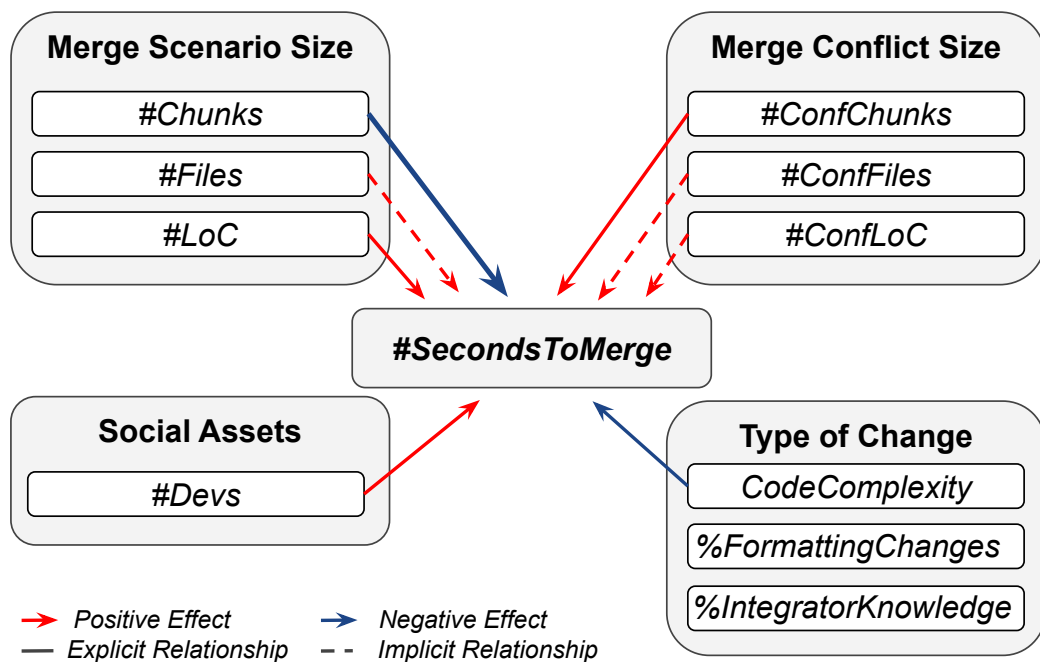 Merge Scenario Size
#Chunks
#Files
#LoC
Merge Conflict Size
#ConfChunks
#ConfFiles
#ConfLoC
#SecondsToMerge
Social Assets
#Devs
Type of Change
CodeComplexity
%FormattingChanges
%IntegratorKnowledge
Positive Effect
Negative Effect
Explicit Relationship
Implicit Relationship